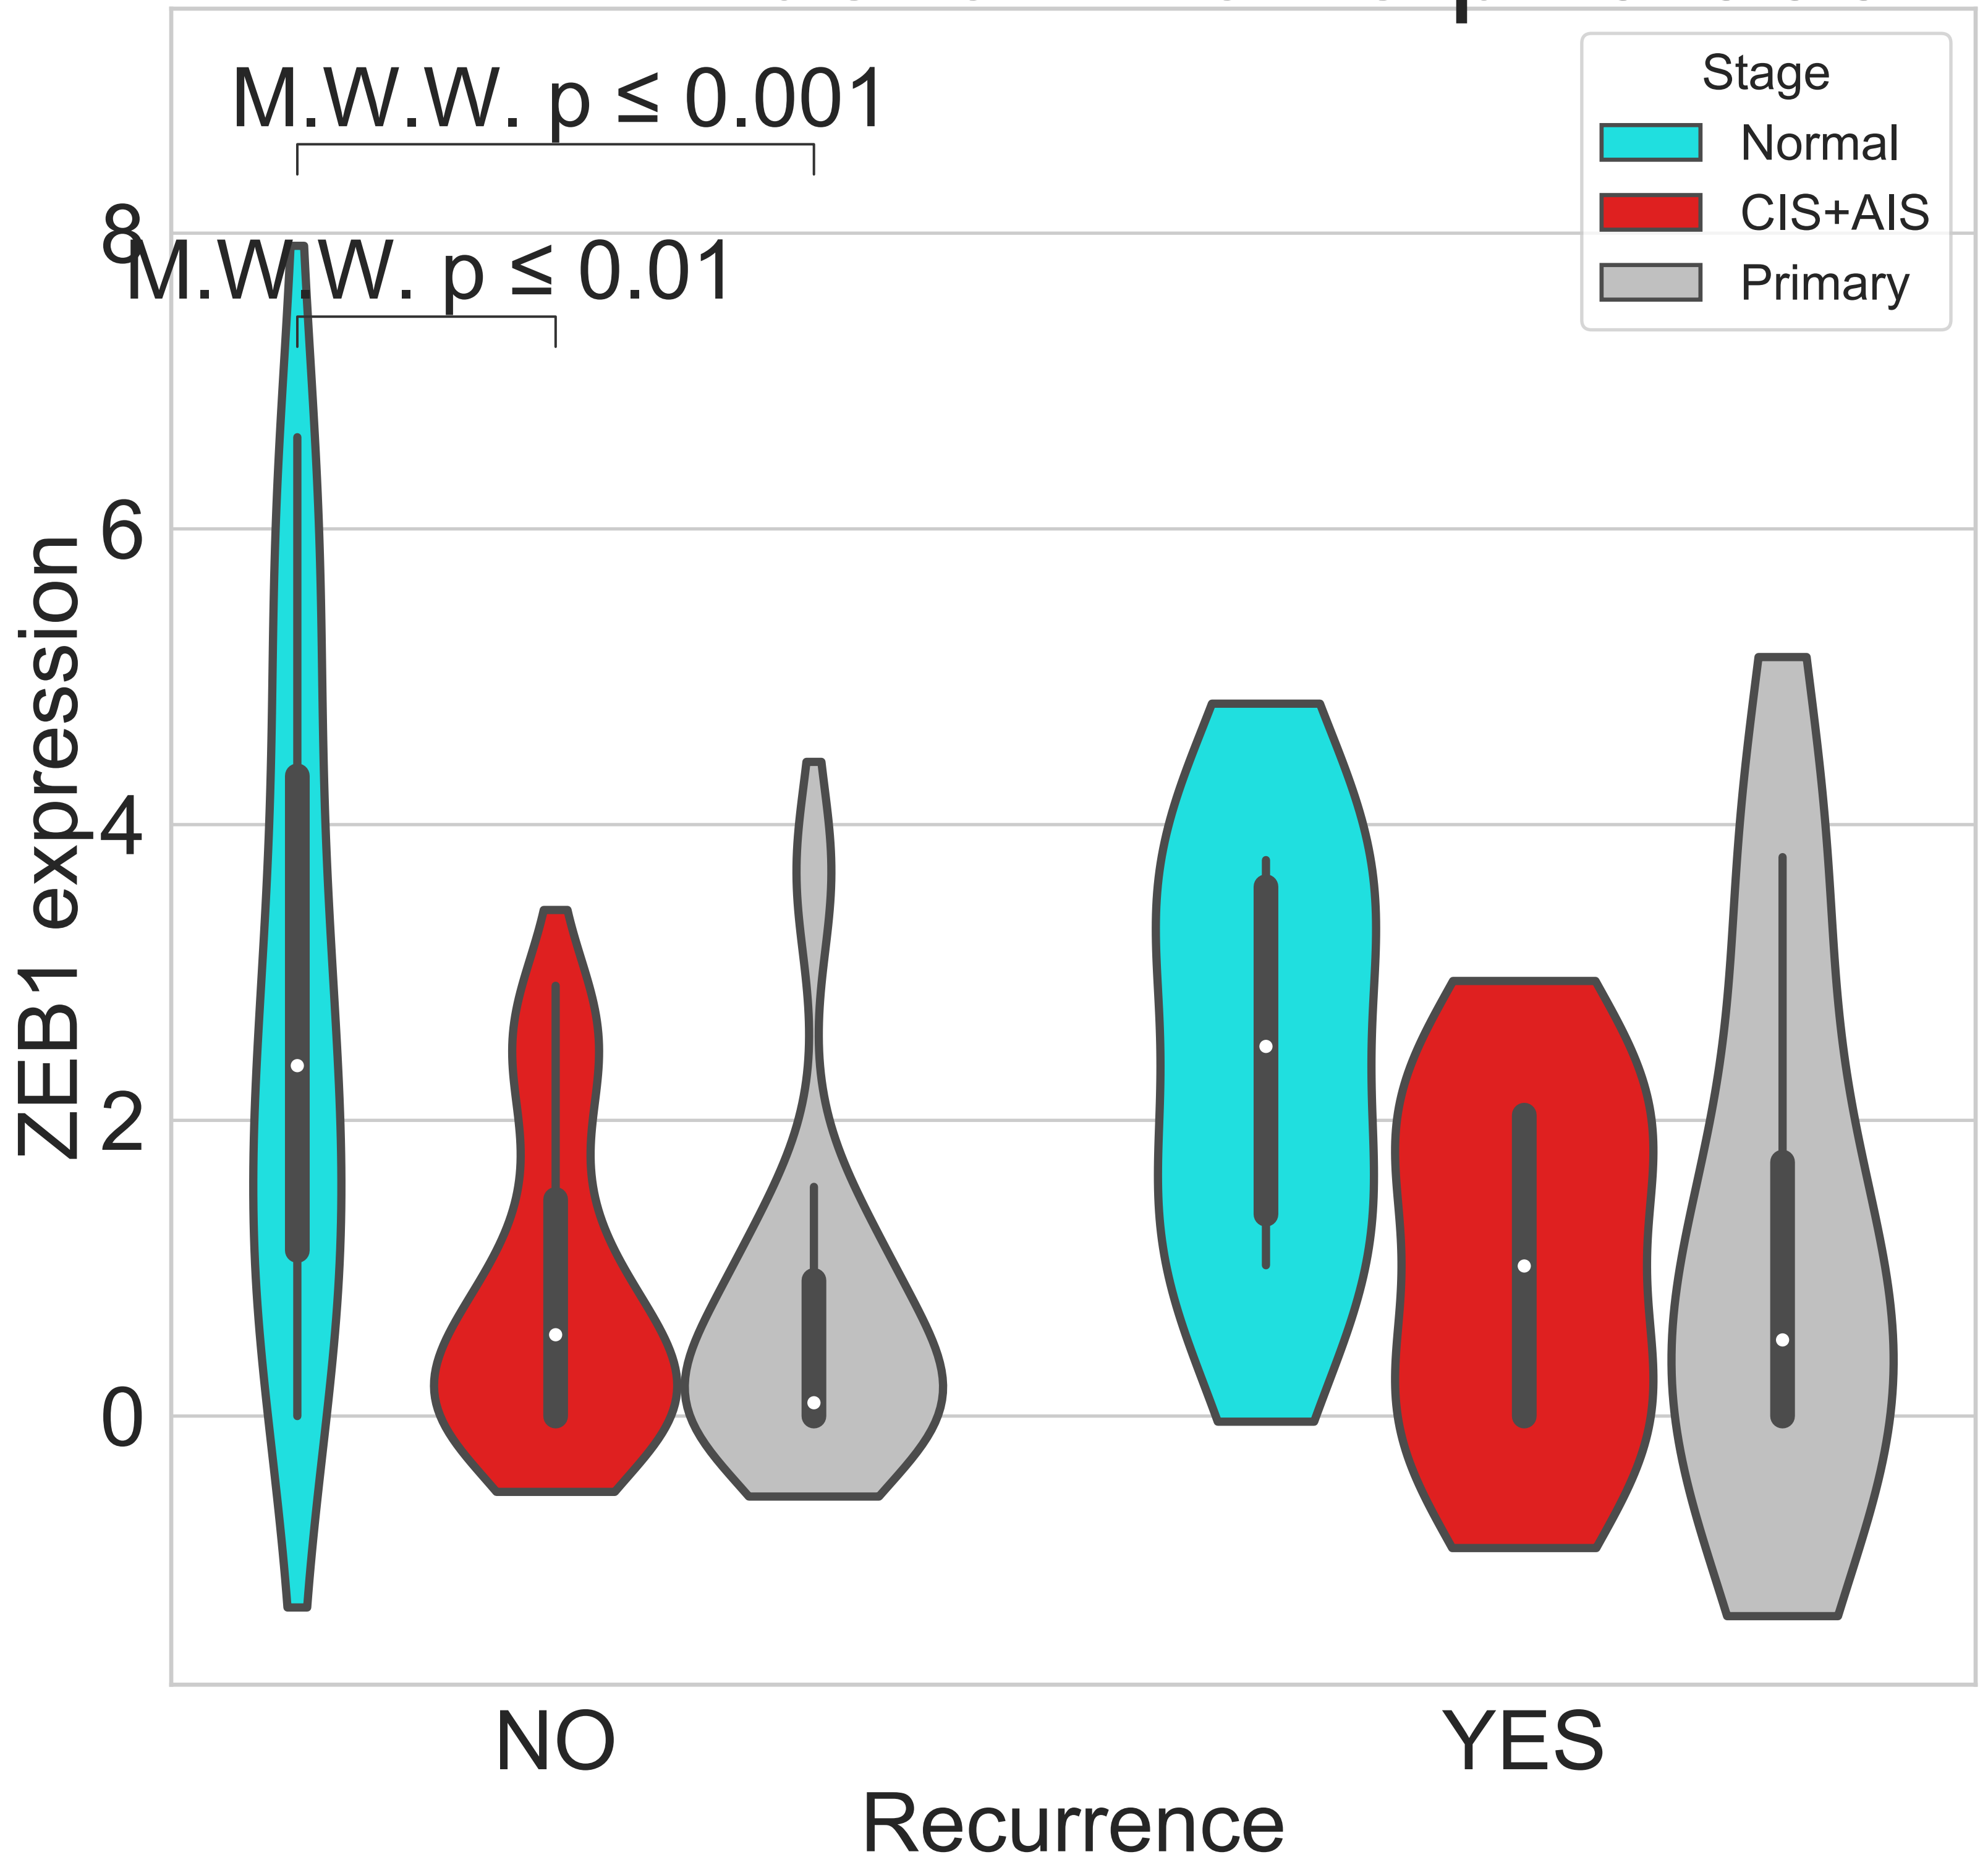 M.W.W. p ≤ 0.001
Stage
Normal
CIS+AIS
Primary
M.W.W. p ≤ 0.01
8
6
4
2
0
ZEB1 expression
NO
YES
Recurrence